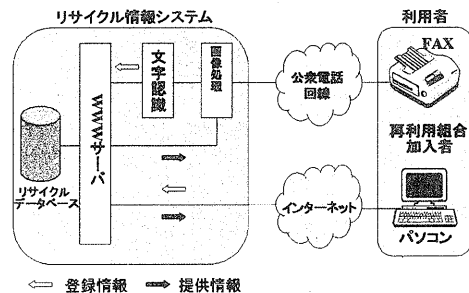 リサイクル情報システム
利用者
文字認識
画像処理
WWWサーバ
リサイクル
データベース
公衆電話
回線
FAX
再利用組合
加入者
インターネット
パソコン
登録情報
提供情報